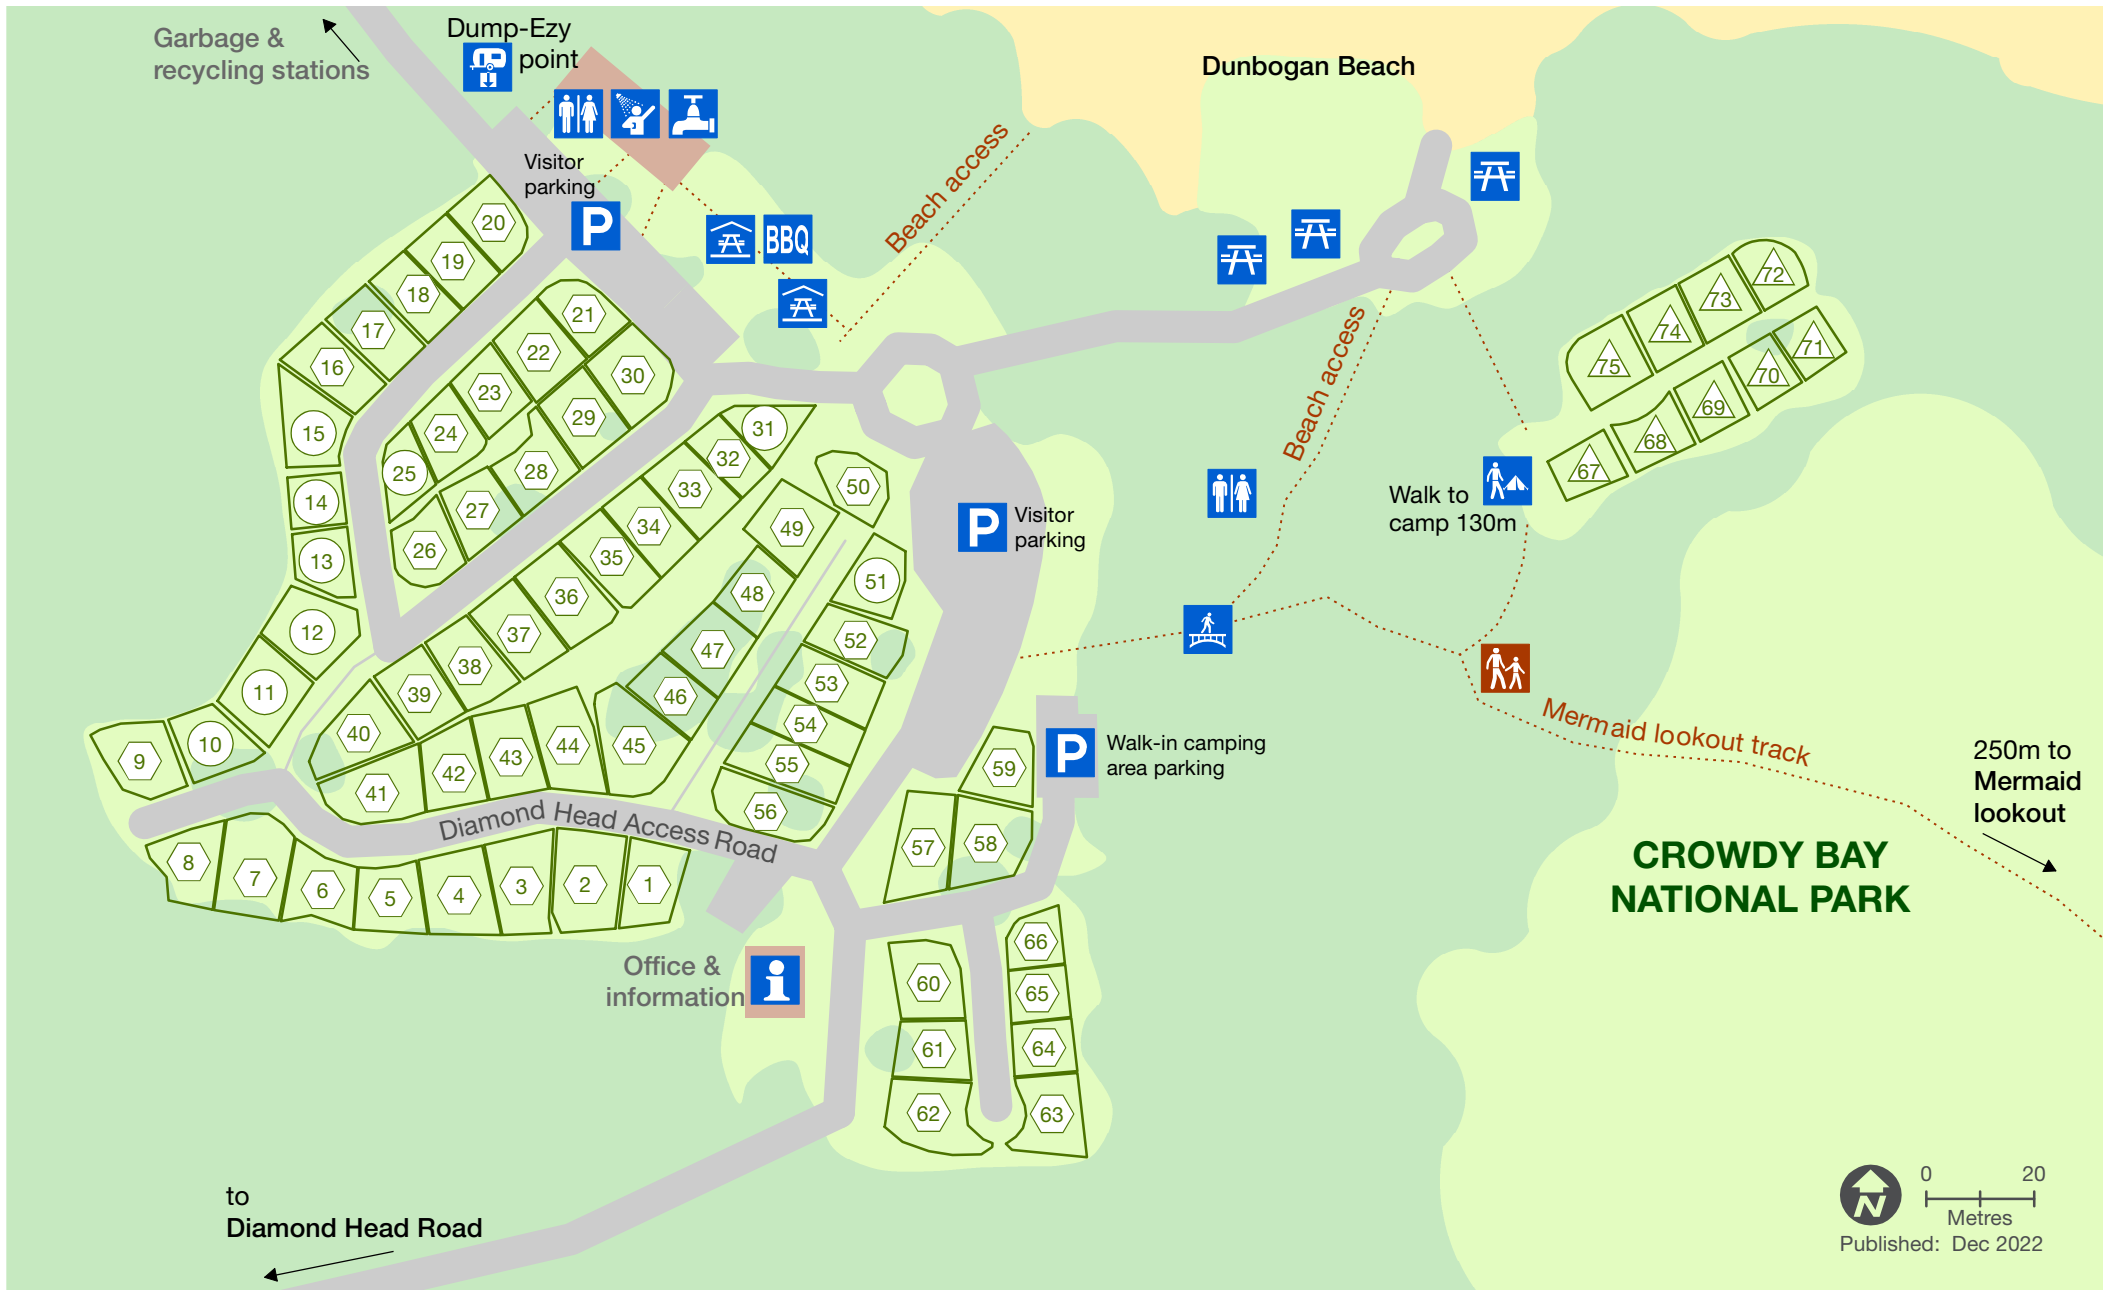 Garbage &
recycling stations
Dump-Ezy
point
Visitor
parking
P
BBQ
Beach access
Dunbogan Beach
Beach access
20
19
18
17
16
15
14
13
12
11
10
9
21
22
23
24
25
26
27
28
29
30
31
32
33
34
35
36
37
38
39
40
41
42
43
44
45
46
47
48
49
50
51
52
53
54
55
56
57
58
59
8
7
6
5
4
3
2
1
60
61
62
63
64
65
66
67
68
69
70
71
72
73
74
75
P
Visitor
parking
Walk to
camp 130m
P
Walk-in camping
area parking
Mermaid lookout track
250m to
Mermaid
lookout
Diamond Head Access Road
CROWDY BAY
NATIONAL PARK
Office &
information
i
to
Diamond Head Road
N
0 20
Metres
Published: Dec 2022